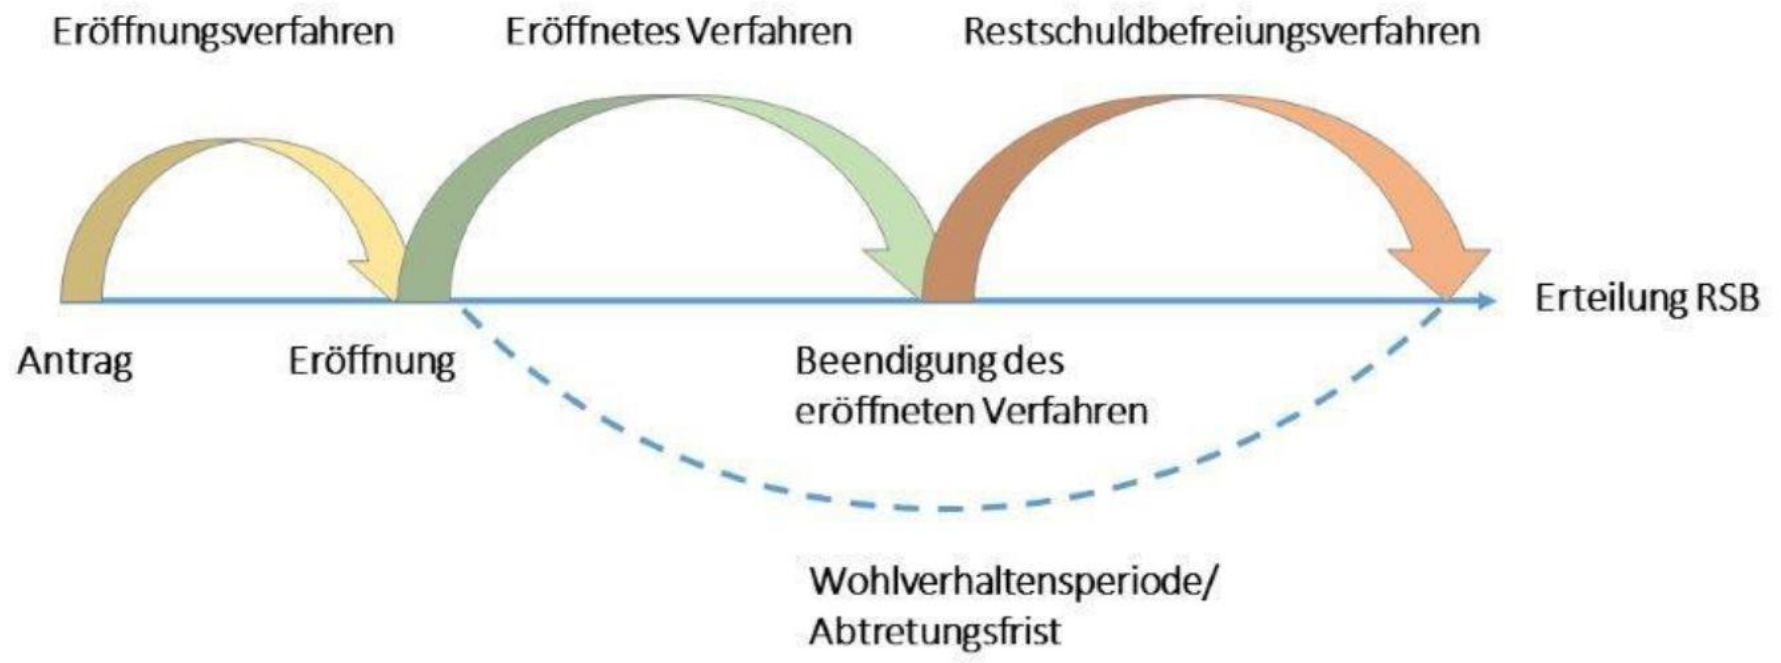 Eröffnungsverfahren
Eröffnetes Verfahren
Restschuldbefreiungsverfahren
Erteilung RSB
Antrag
Eröffnung
Beendigung des
eröffneten Verfahren
Wohlverhaltensperiode/
Abtretungsfrist